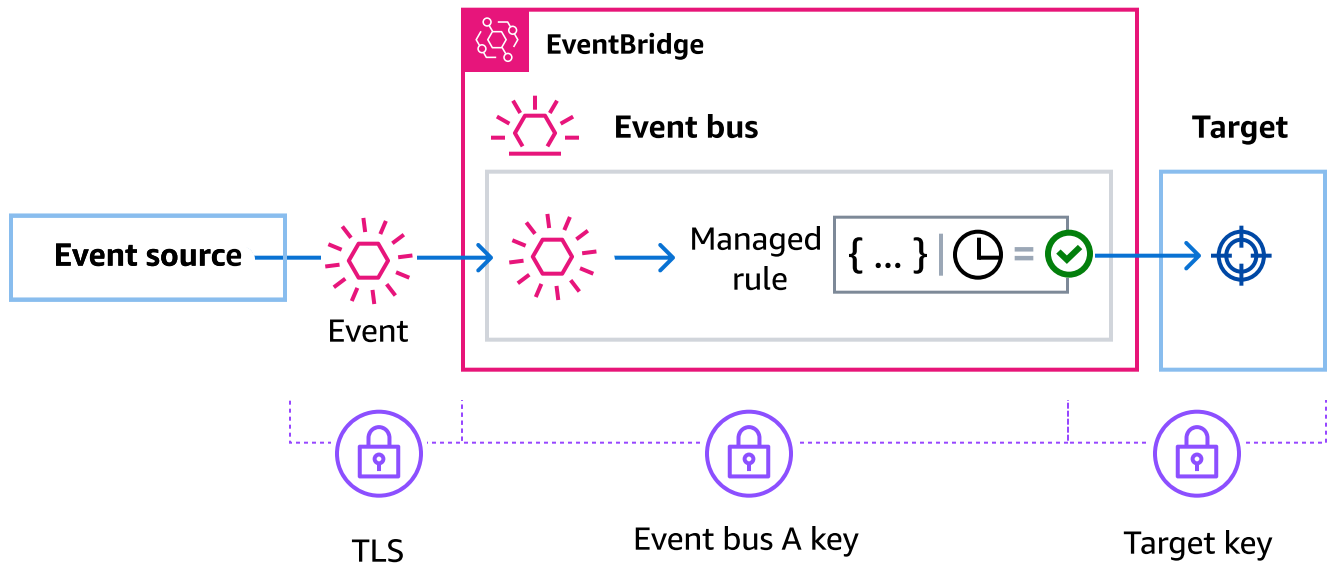 EventBridge
Event bus
Target
Event source
Event
Managed
rule
{ ... } | =
TLS
Event bus A key
Target key